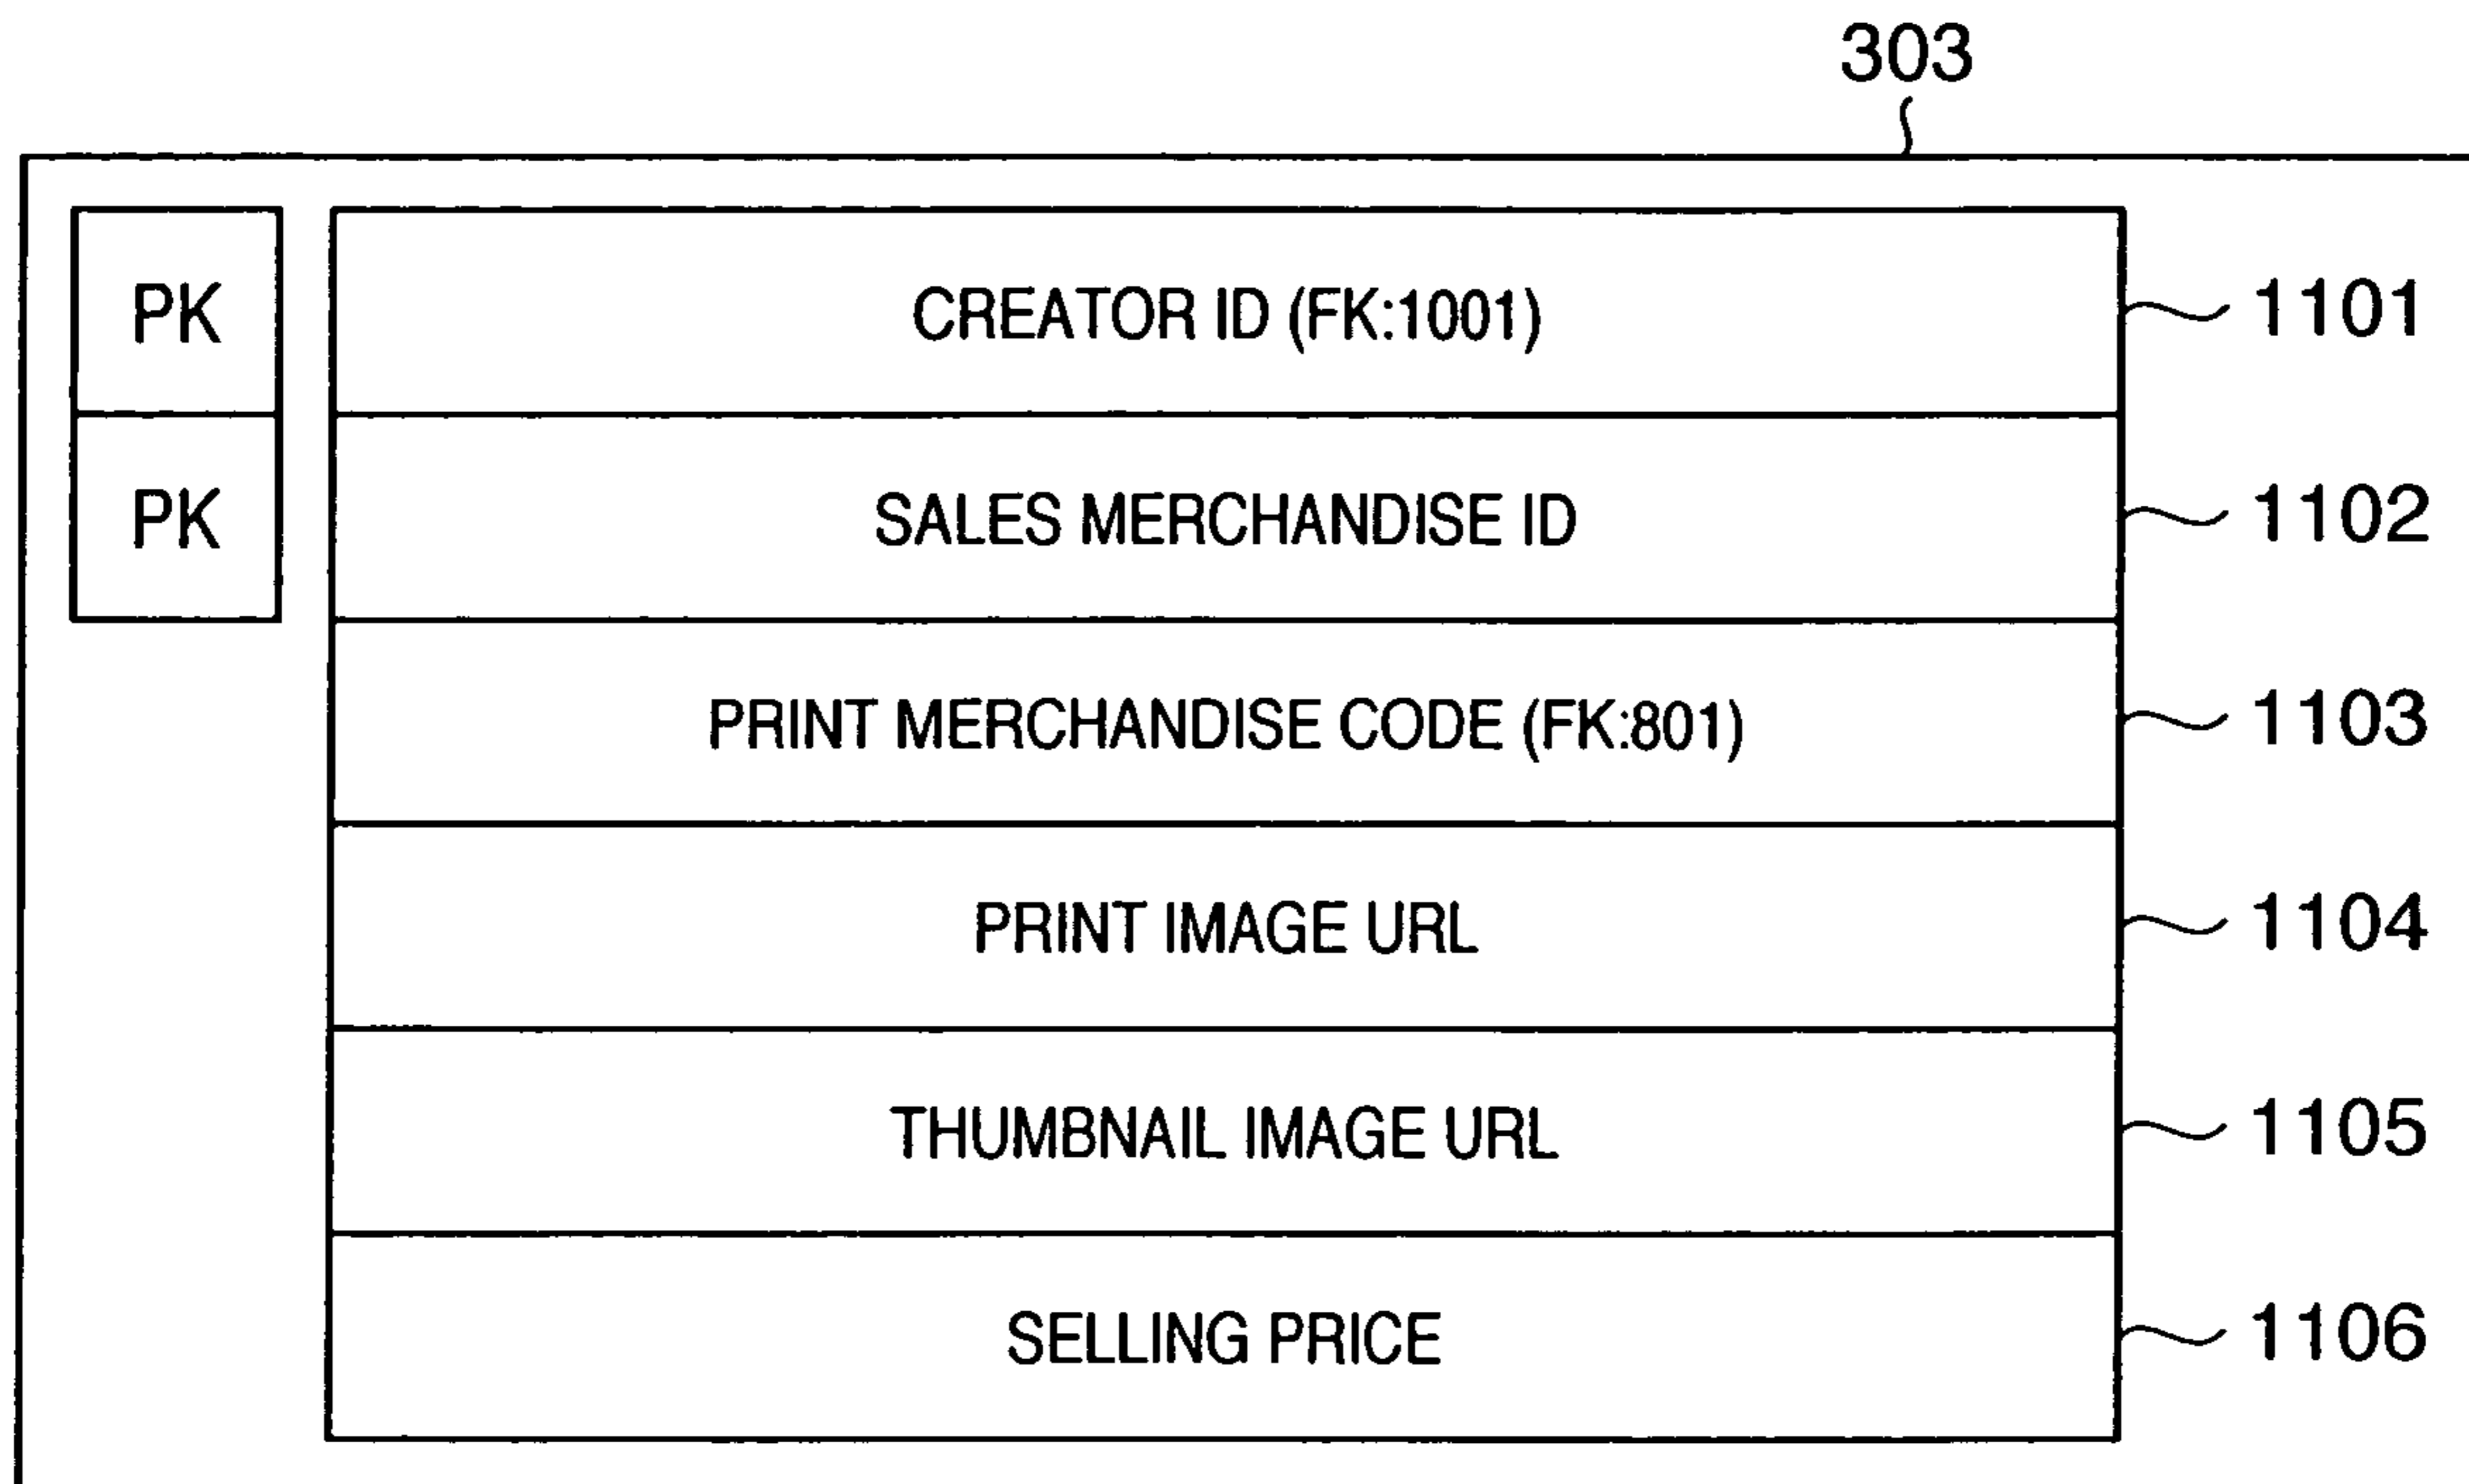 303
PK CREATOR ID (FK:1001) 1101
PK SALES MERCHANDISE ID 1102
PRINT MERCHANDISE CODE (FK:801) 1103
PRINT IMAGE URL 1104
THUMBNAIL IMAGE URL 1105
SELLING PRICE 1106